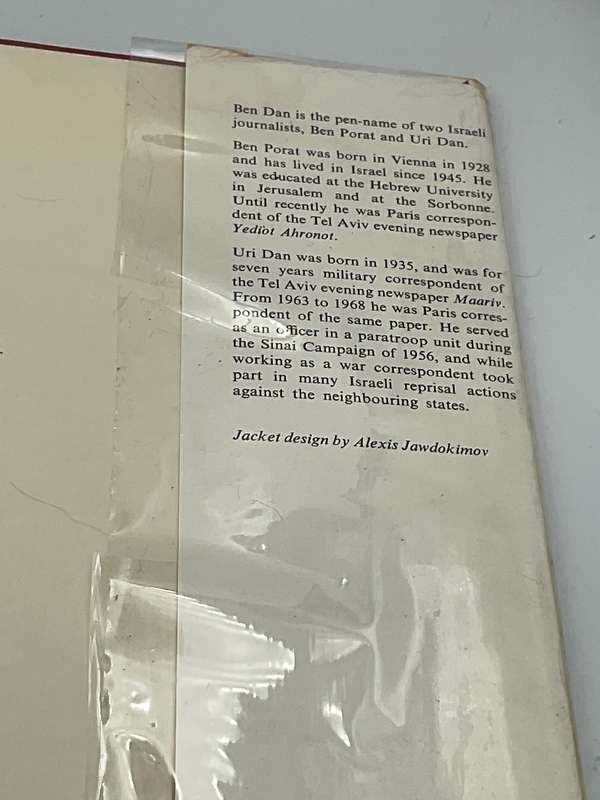 Ben Dan is the pen-name of two Israeli
journalists, Ben Porat and Uri Dan.
Ben Porat was born in Vienna in 1928
and has lived in Israel since 1945. He
was educated at the Hebrew University
in Jerusalem and at the Sorbonne.
Until recently he was Paris correspon-
dent of the Tel Aviv evening newspaper
Yediot Ahronot.
Uri Dan was born in 1935, and was for
seven years military correspondent of
the Tel Aviv evening newspaper Maariv.
From 1963 to 1968 he was Paris corres-
pondent of the same paper. He served
as an officer in a paratroop unit during
the Sinai Campaign of 1956, and while
working as a war correspondent took
part in many Israeli reprisal actions
against the neighbouring states.
Jacket design by Alexis Jawdokimov